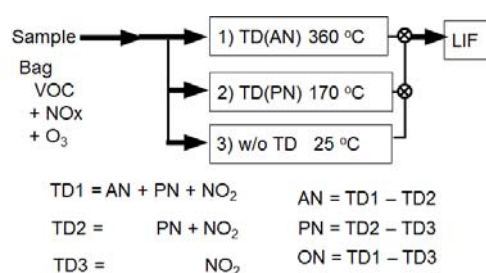 Sample
Bag
VOC
+ NOx
+ O₃
1) TD(AN) 360 °C
2) TD(PN) 170 °C
3) w/o TD 25 °C
LIF
TD1 = AN + PN + NO₂
TD2 = PN + NO₂
TD3 = NO₂
AN = TD1 – TD2
PN = TD2 – TD3
ON = TD1 – TD3